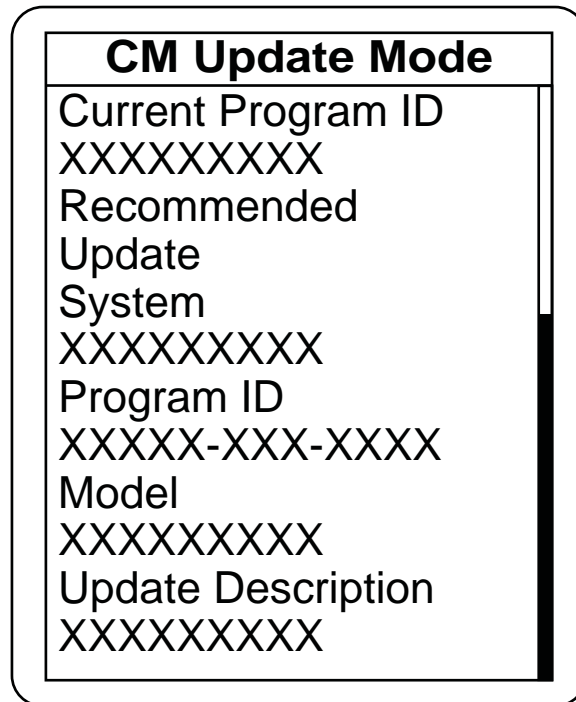 CM Update Mode
Current Program ID
XXXXXXXXX
Recommended
Update
System
XXXXXXXXX
Program ID
XXXXX-XXX-XXXX
Model
XXXXXXXXX
Update Description
XXXXXXXXX